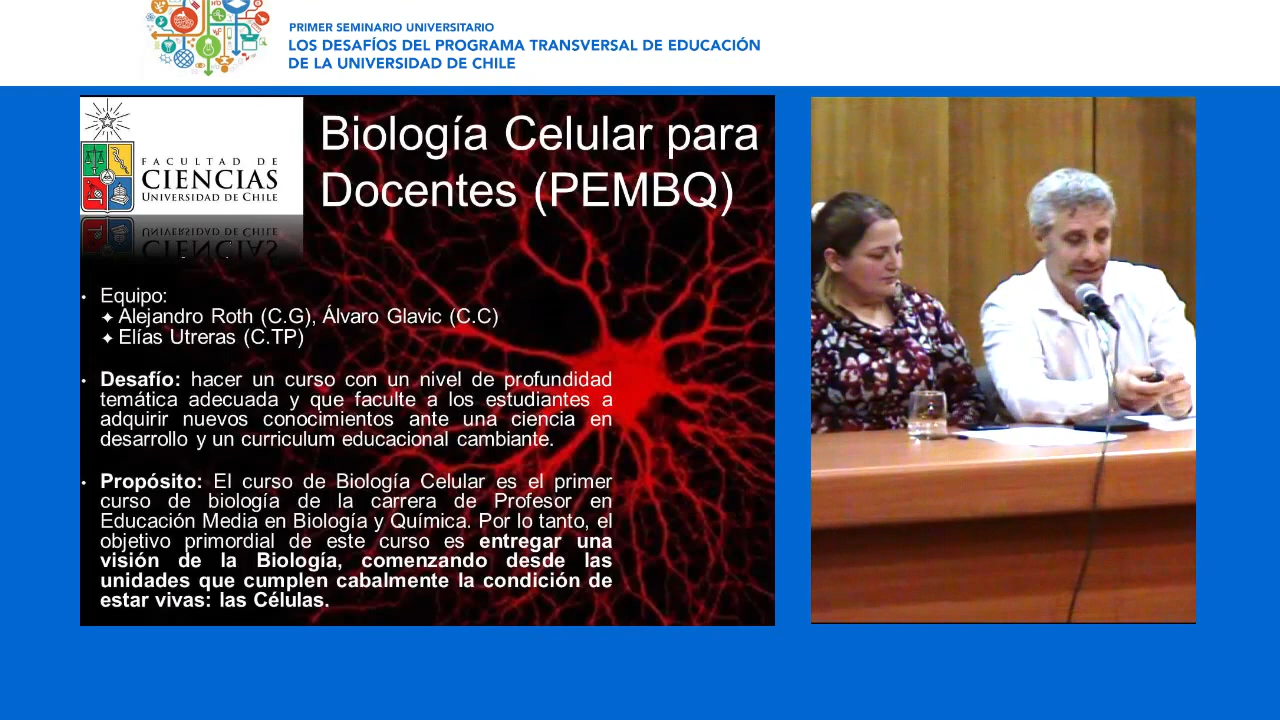 PRIMER SEMINARIO UNIVERSITARIO
LOS DESAFÍOS DEL PROGRAMA TRANSVERSAL DE EDUCACIÓN
DE LA UNIVERSIDAD DE CHILE
FACULTAD DE
CIENCIAS
UNIVERSIDAD DE CHILE
Biología Celular para
Docentes (PEMBQ)
• Equipo:
✦ Alejandro Roth (C.G), Álvaro Glavic (C.C)
✦ Elías Utreras (C.TP)
• Desafío: hacer un curso con un nivel de profundidad
temática adecuada y que faculte a los estudiantes a
adquirir nuevos conocimientos ante una ciencia en
desarrollo y un curriculum educacional cambiante.
• Propósito: El curso de Biología Celular es el primer
curso de biología de la carrera de Profesor en
Educación Media en Biología y Química. Por lo tanto, el
objetivo primordial de este curso es entregar una
visión de la Biología, comenzando desde las
unidades que cumplen cabalmente la condición de
estar vivas: las Células.